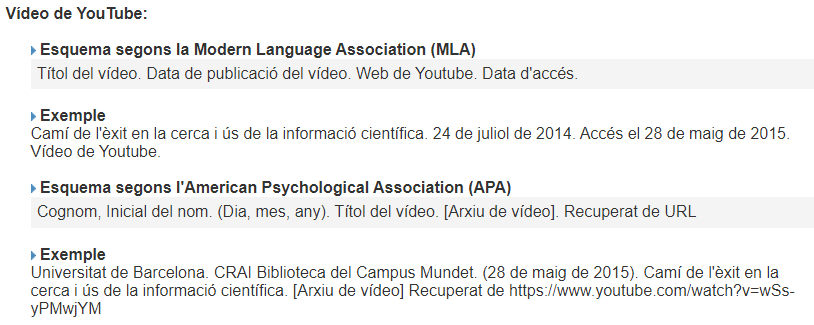 Vídeo de YouTube:
Esquema segons la Modern Language Association (MLA)
Títol del vídeo. Data de publicació del vídeo. Web de Youtube. Data d'accés.
Exemple
Camí de l'èxit en la cerca i ús de la informació científica. 24 de juliol de 2014. Accés el 28 de maig de 2015.
Vídeo de Youtube.
Esquema segons l'American Psychological Association (APA)
Cognom, Inicial del nom. (Dia, mes, any). Títol del vídeo. [Arxiu de vídeo]. Recuperat de URL
Exemple
Universitat de Barcelona. CRAI Biblioteca del Campus Mundet. (28 de maig de 2015). Camí de l'èxit en la
cerca i ús de la informació científica. [Arxiu de vídeo] Recuperat de https://www.youtube.com/watch?v=wSs-
yPMwjYM